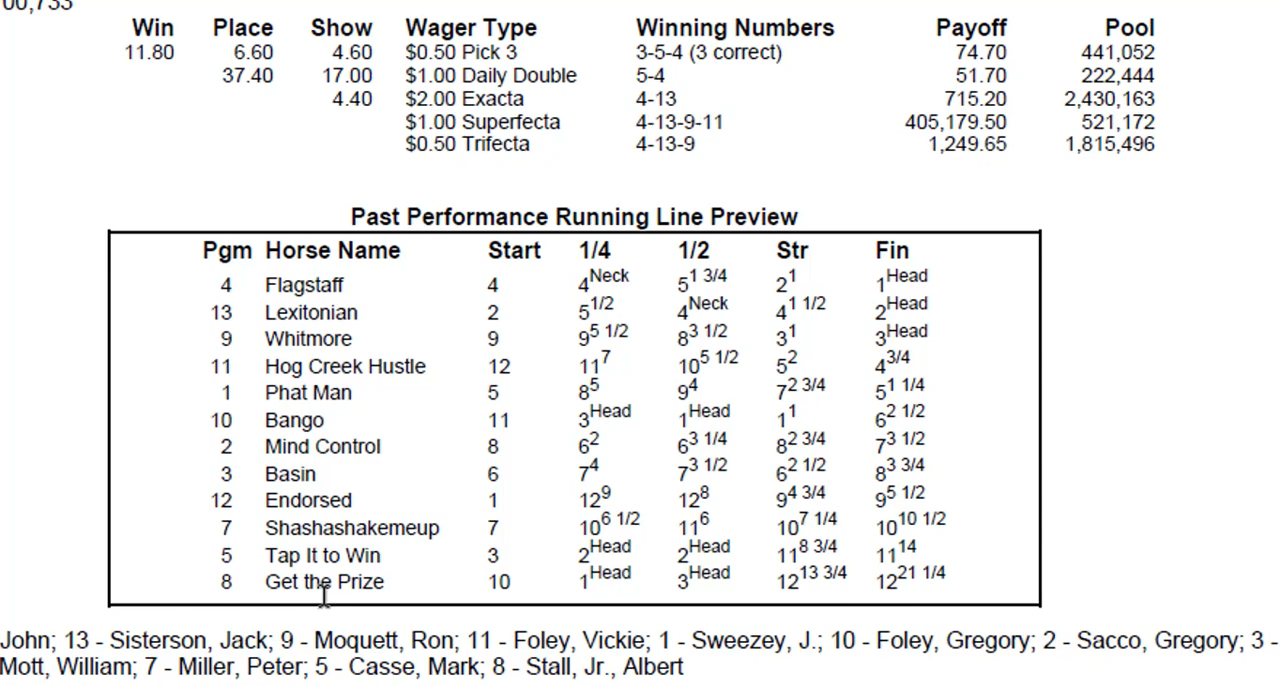 00,733
Win Place Show Wager Type Winning Numbers Payoff Pool
11.80 6.60 4.60 $0.50 Pick 3 3-5-4 (3 correct) 74.70 441,052
37.40 17.00 $1.00 Daily Double 5-4 51.70 222,444
4.40 $2.00 Exacta 4-13 715.20 2,430,163
$1.00 Superfecta 4-13-9-11 405,179.50 521,172
$0.50 Trifecta 4-13-9 1,249.65 1,815,496
Past Performance Running Line Preview
Pgm Horse Name Start 1/4 1/2 Str Fin
4 Flagstaff 4 4Neck 51 3/4 21 1Head
13 Lexitonian 2 51/2 4Neck 41 1/2 2Head
9 Whitmore 9 95 1/2 83 1/2 31 3Head
11 Hog Creek Hustle 12 117 105 1/2 52 43/4
1 Phat Man 5 85 94 72 3/4 51 1/4
10 Bango 11 3Head 1Head 11 62 1/2
2 Mind Control 8 62 63 1/4 82 3/4 73 1/2
3 Basin 6 74 73 1/2 62 1/2 83 3/4
12 Endorsed 1 129 128 94 3/4 95 1/2
7 Shashashakemeup 7 106 1/2 116 107 1/4 1010 1/2
5 Tap It to Win 3 2Head 2Head 118 3/4 1114
8 Get the Prize 10 1Head 3Head 1213 3/4 1221 1/4
John; 13 - Sisterson, Jack; 9 - Moquett, Ron; 11 - Foley, Vickie; 1 - Sweezey, J.; 10 - Foley, Gregory; 2 - Sacco, Gregory; 3 -
Mott, William; 7 - Miller, Peter; 5 - Casse, Mark; 8 - Stall, Jr., Albert